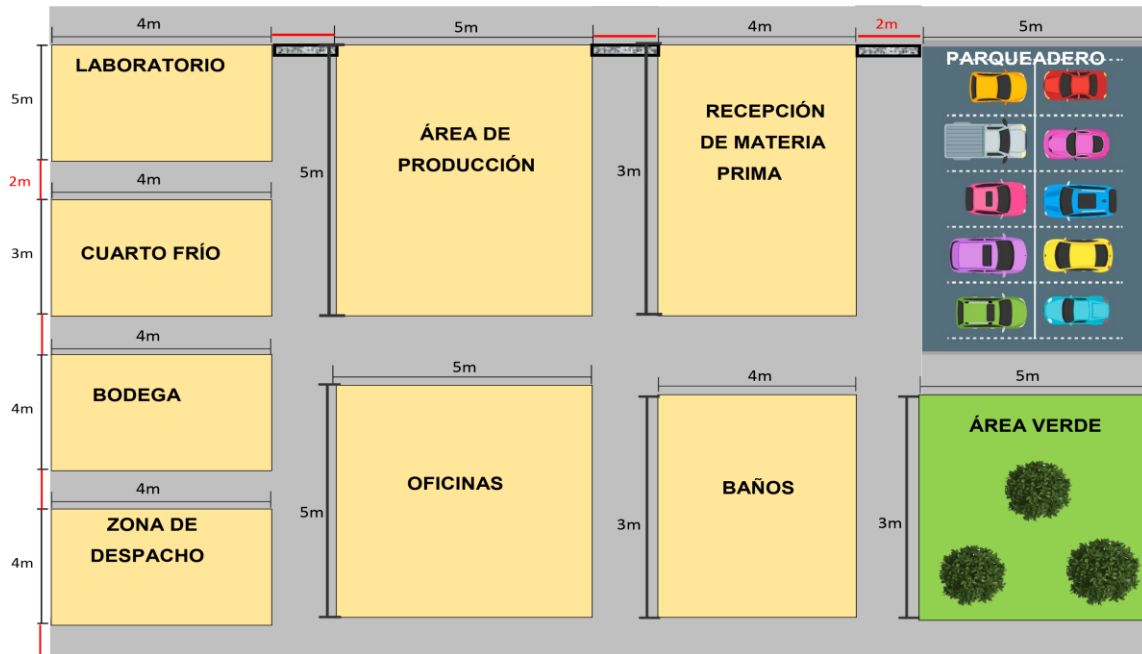 4m
5m
4m
2m
5m
LABORATORIO
PARQUEADERO
5m
ÁREA DE
PRODUCCIÓN
RECEPCIÓN
DE MATERIA
PRIMA
5m
3m
2m
4m
CUARTO FRÍO
3m
4m
BODEGA
4m
5m
4m
5m
OFICINAS
5m
BAÑOS
3m
ÁREA VERDE
3m
4m
ZONA DE
DESPACHO
4m